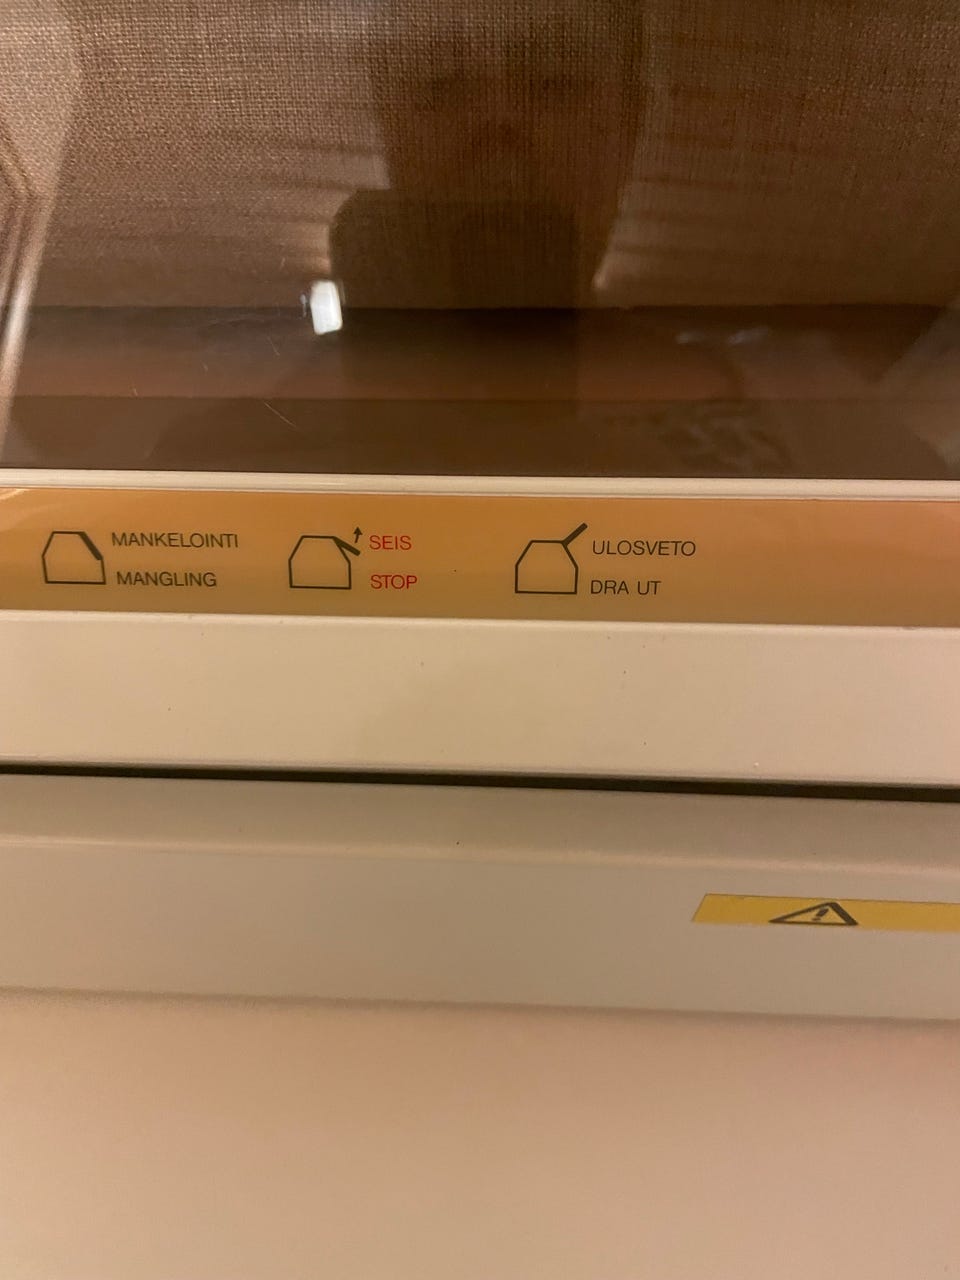 MANKELOINTI
MANGLING
SEIS
STOP
ULOSVETO
DRA UT